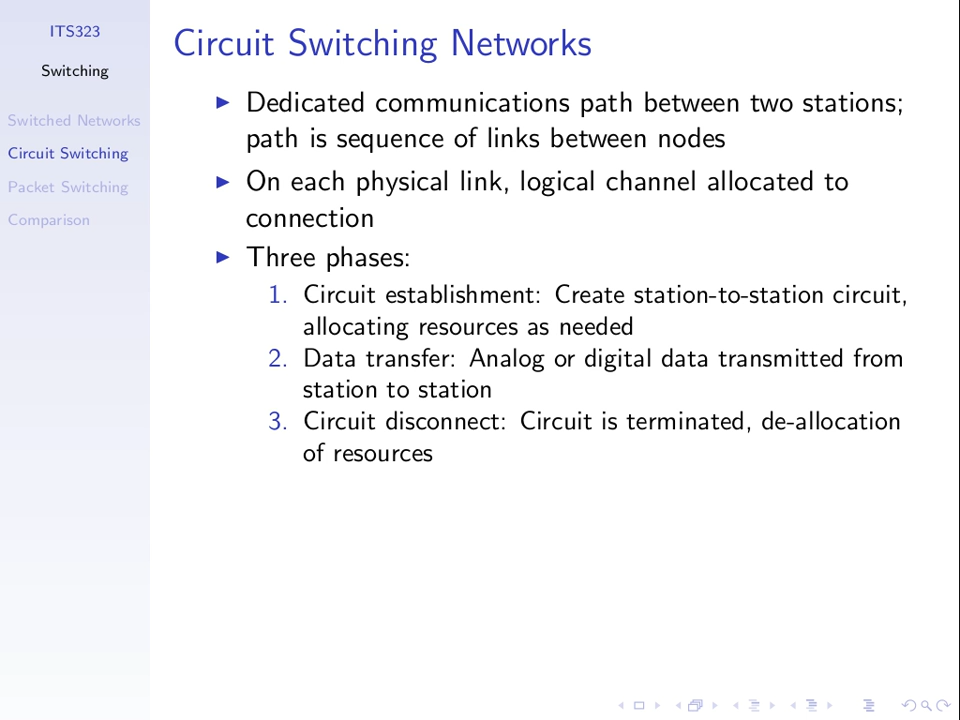 ITS323
Switching
Switched Networks
Circuit Switching
Packet Switching
Comparison
Circuit Switching Networks
Dedicated communications path between two stations;
path is sequence of links between nodes
On each physical link, logical channel allocated to
connection
Three phases:
1. Circuit establishment: Create station-to-station circuit,
allocating resources as needed
2. Data transfer: Analog or digital data transmitted from
station to station
3. Circuit disconnect: Circuit is terminated, de-allocation
of resources